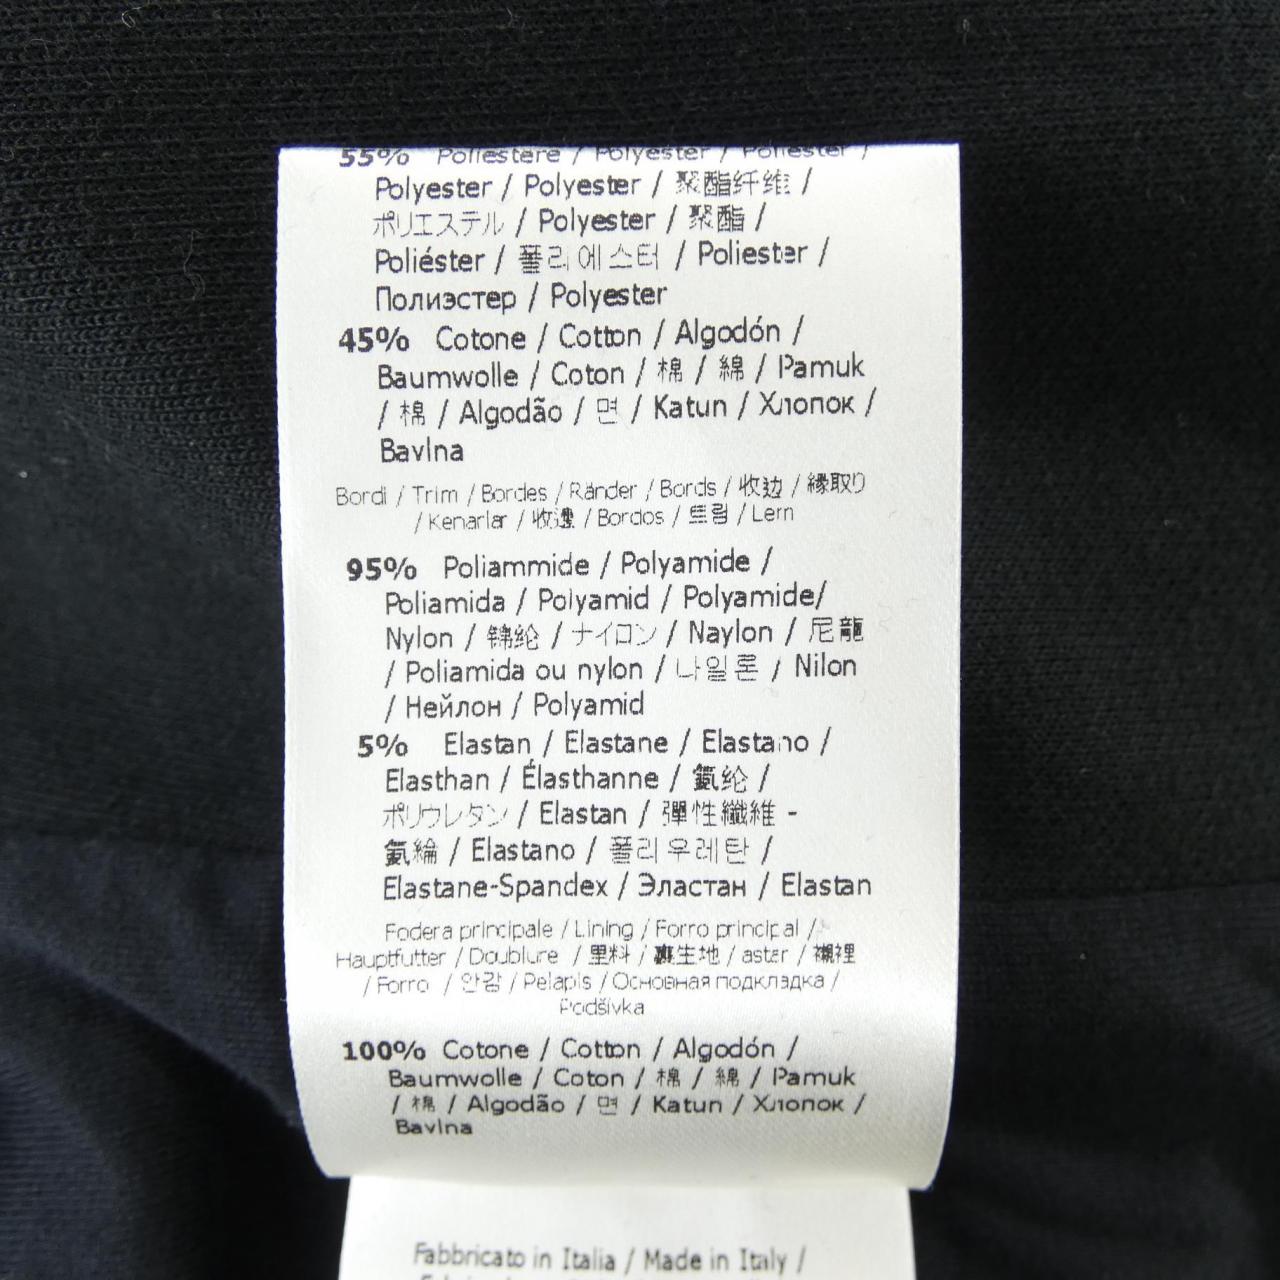 55% Poliestere / Polyester / Poliéster /
Polyester / Polyester / 聚酯纤维 /
ポリエステル / Polyester / 聚酯 /
Poliéster / 폴리에스터 / Poliester /
Полиэстер / Polyester
45% Cotone / Cotton / Algodón /
Baumwolle / Coton / 棉 / 綿 / Pamuk
/ 棉 / Algodão / 면 / Katun / Хлопок /
Bavlna
Bordi / Trim / Bordes / Ränder / Bords / 收边 / 縁取り
/ Kenarlar / 收邊 / Bordos / 트림 / Lem
95% Poliammide / Polyamide /
Poliamida / Polyamid / Polyamide/
Nylon / 锦纶 / ナイロン / Naylon / 尼龍
/ Poliamida ou nylon / 나일론 / Nilon
/ Нейлон / Polyamid
5% Elastan / Elastane / Elastano /
Elasthan / Élasthanne / 氨纶 /
ポリウレタン / Elastan / 彈性纖維 -
氨綸 / Elastano / 폴리우레탄 /
Elastane-Spandex / Эластан / Elastan
Fodera principale / Lining / Forro principal /
Hauptfutter / Doublure / 里料 / 裏生地 / astar / 襯裡
/ Forro / 안감 / Pelapis / Основная подкладка /
Podšívka
100% Cotone / Cotton / Algodón /
Baumwolle / Coton / 棉 / 綿 / Pamuk
/ 棉 / Algodão / 면 / Katun / Хлопок /
Bavlna
Fabbricato in Italia / Made in Italy /